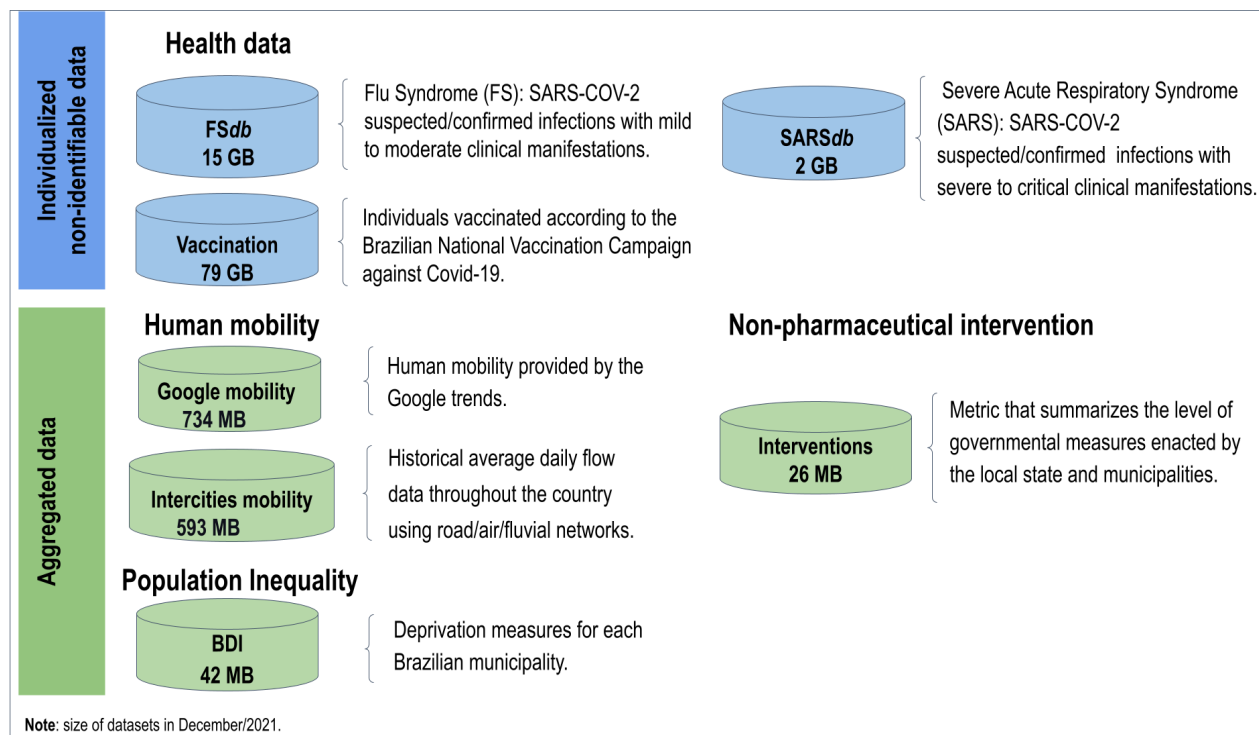 Individualized
non-identifiable data
Health data
FSdb
15 GB
Flu Syndrome (FS): SARS-COV-2
suspected/confirmed infections with mild
to moderate clinical manifestations.
SARSdb
2 GB
Severe Acute Respiratory Syndrome
(SARS): SARS-COV-2
suspected/confirmed infections with
severe to critical clinical manifestations.
Vaccination
79 GB
Individuals vaccinated according to the
Brazilian National Vaccination Campaign
against Covid-19.
Aggregated data
Human mobility
Google mobility
734 MB
Human mobility provided by the
Google trends.
Intercities mobility
593 MB
Historical average daily flow
data throughout the country
using road/air/fluvial networks.
Non-pharmaceutical intervention
Interventions
26 MB
Metric that summarizes the level of
governmental measures enacted by
the local state and municipalities.
Population Inequality
BDI
42 MB
Deprivation measures for each
Brazilian municipality.
Note: size of datasets in December/2021.